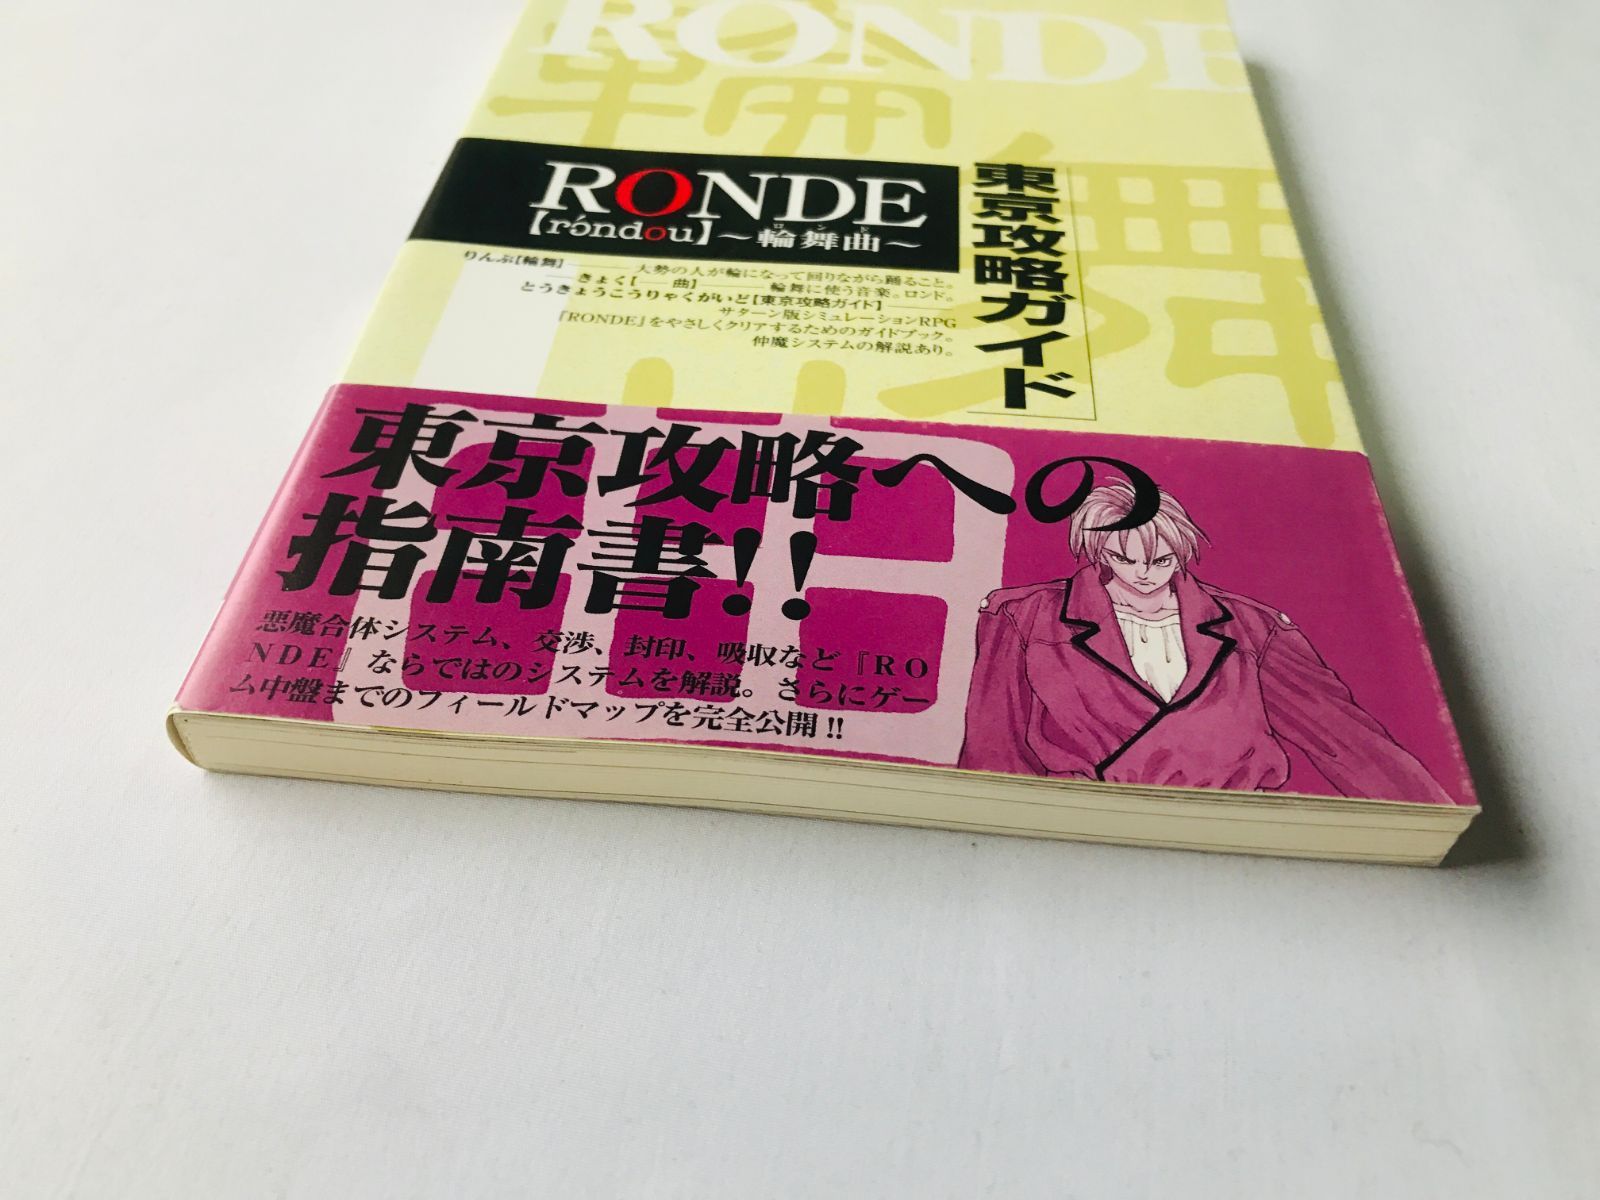 RONDE
輪舞
RONDE
【róndou】～輪舞曲～
ロンド
「東京攻略ガイド」
りんぶ【輪舞】――大勢の人が輪になって回りながら踊ること。
――きょく【――曲】――輪舞に使う音楽。ロンド。
とうきょうこうりゃくがいど【東京攻略ガイド】――
サターン版シミュレーションRPG
『RONDE』をやさしくクリアするためのガイドブック。
仲魔システムの解説あり。
東京攻略への
指南書!!
悪魔合体システム、交渉、封印、吸収など『RO
NDE』ならではのシステムを解説。さらにゲー
ム中盤までのフィールドマップを完全公開!!